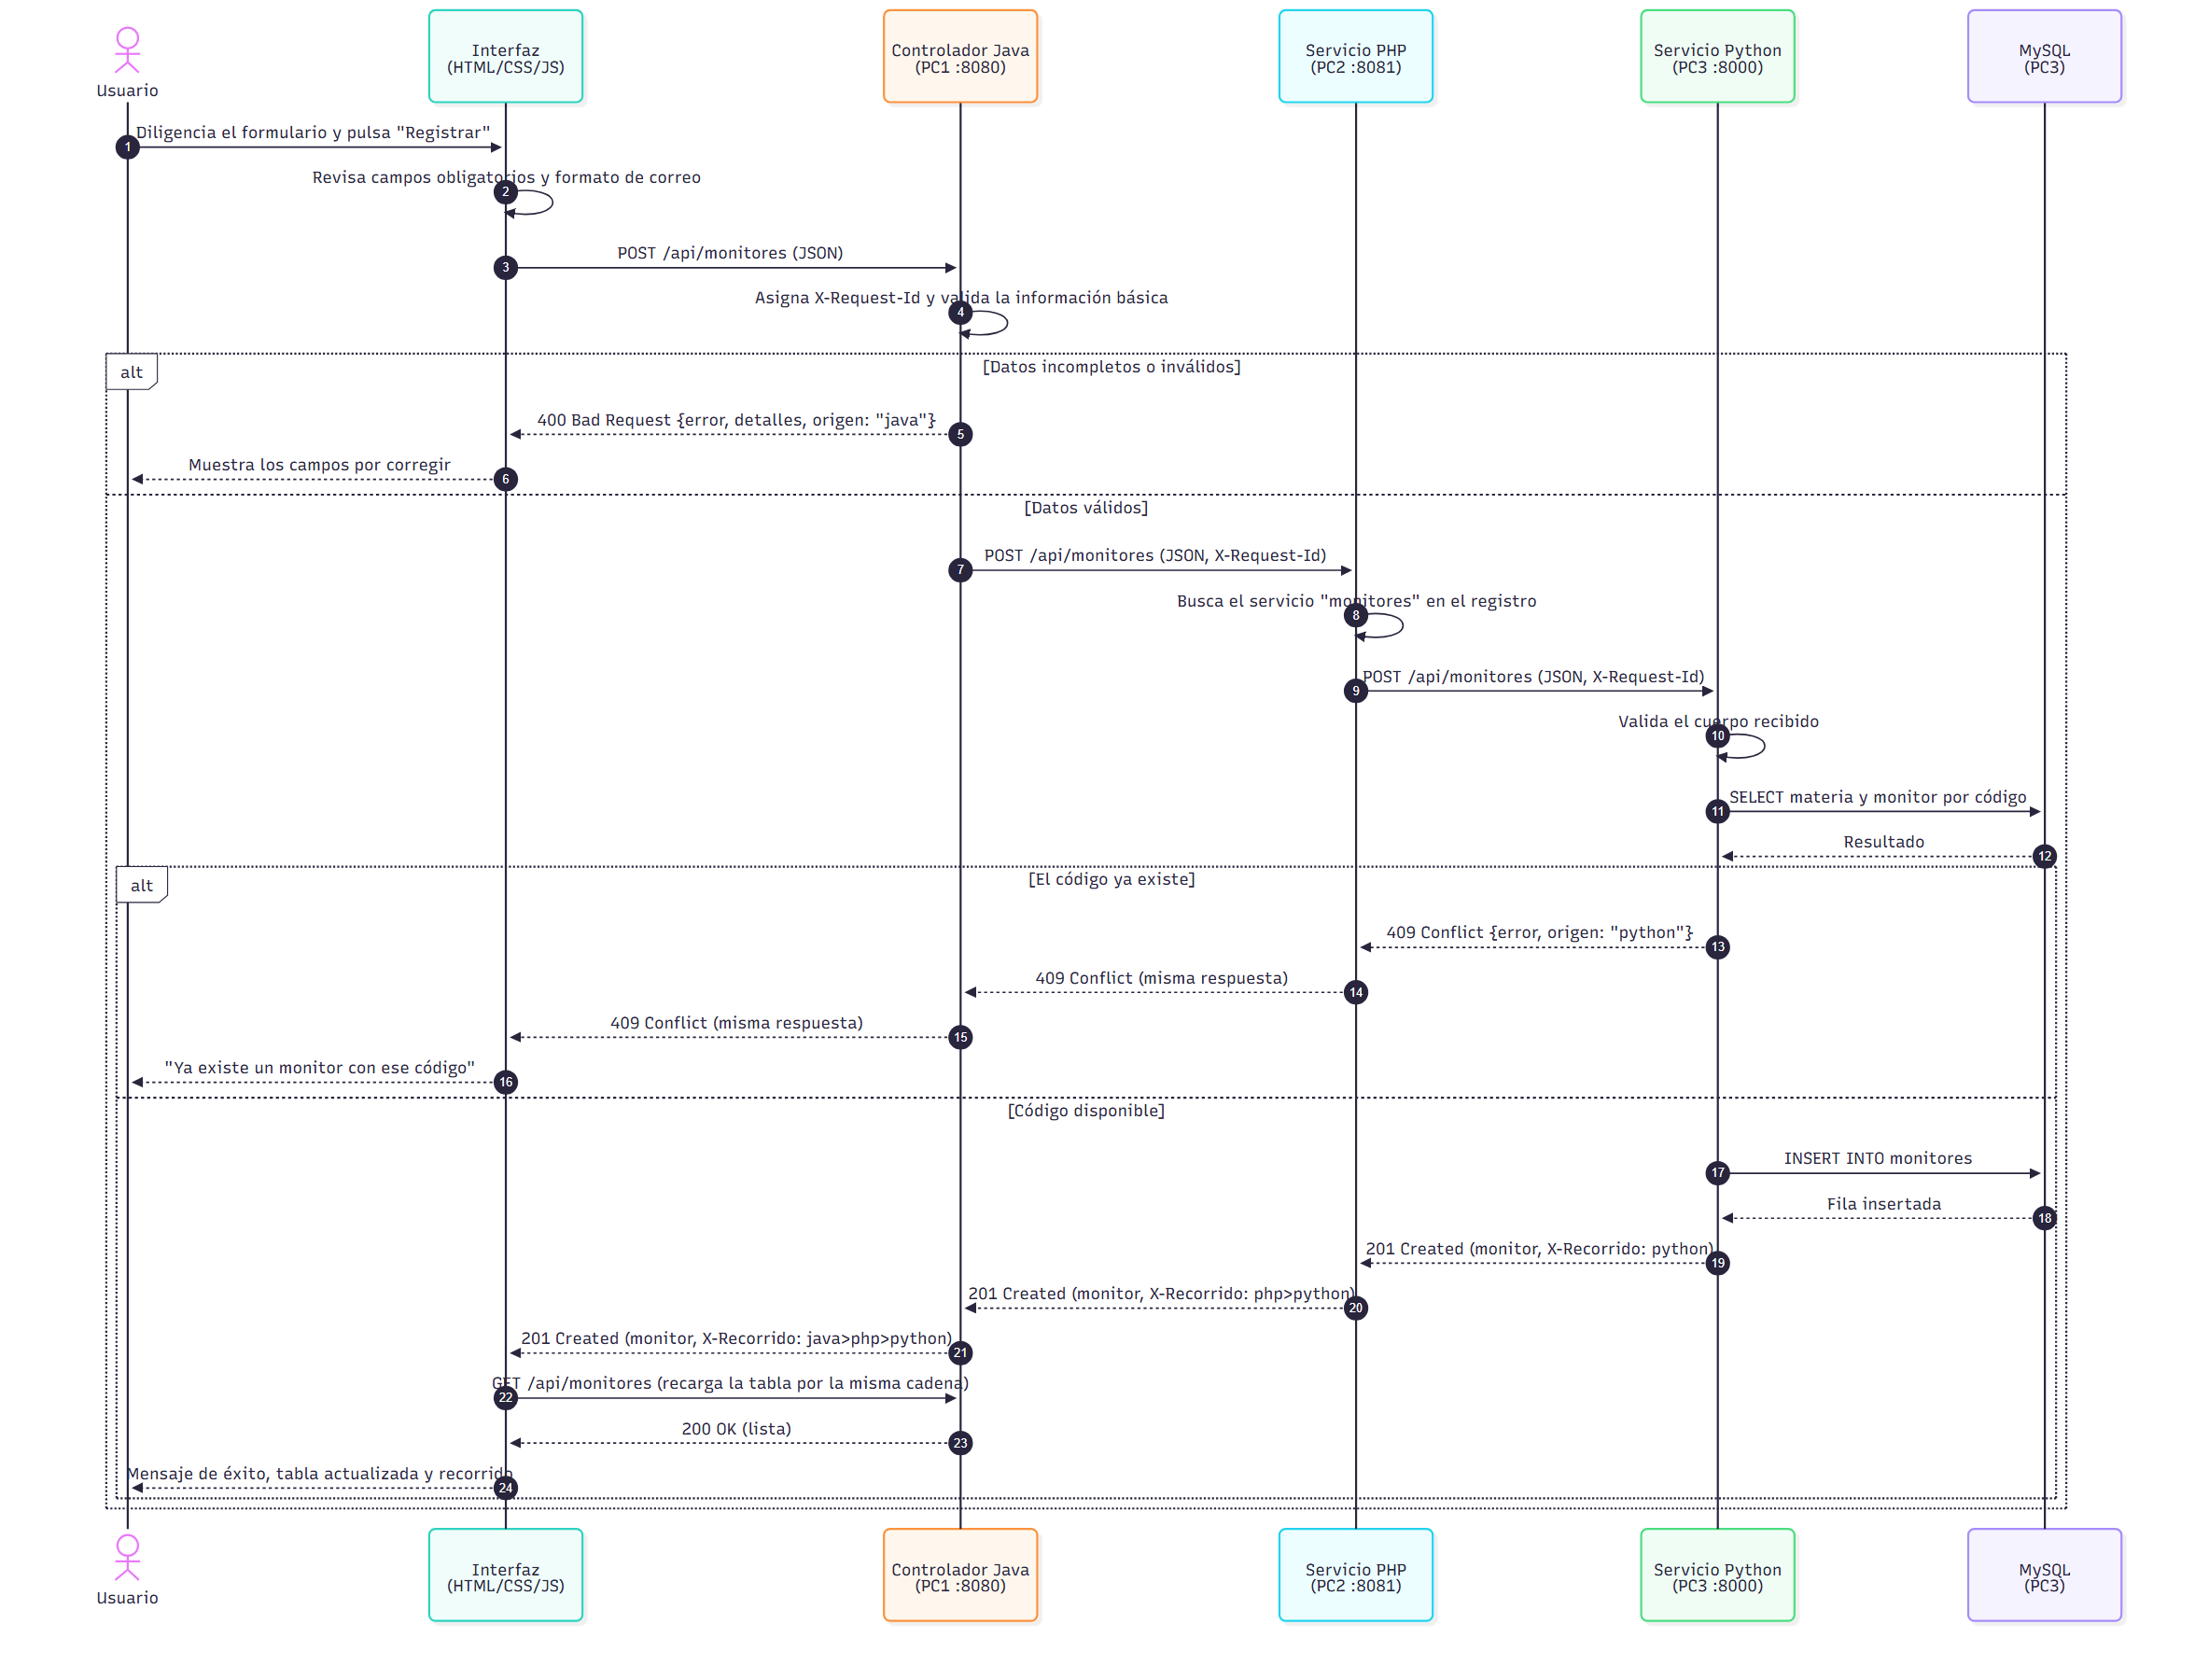 Usuario
Interfaz
(HTML/CSS/JS)
Controlador Java
(PC1 :8080)
Servicio PHP
(PC2 :8081)
Servicio Python
(PC3 :8000)
MySQL
(PC3)
Diligencia el formulario y pulsa "Registrar"
1
Revisa campos obligatorios y formato de correo
2
POST /api/monitores (JSON)
3
Asigna X-Request-Id y valida la información básica
4
alt
[Datos incompletos o inválidos]
400 Bad Request {error, detalles, origen: "java"}
5
Muestra los campos por corregir
6
[Datos válidos]
POST /api/monitores (JSON, X-Request-Id)
7
Busca el servicio "monitores" en el registro
8
POST /api/monitores (JSON, X-Request-Id)
9
Valida el cuerpo recibido
10
SELECT materia y monitor por código
11
Resultado
12
alt
[El código ya existe]
409 Conflict {error, origen: "python"}
13
409 Conflict (misma respuesta)
14
409 Conflict (misma respuesta)
15
"Ya existe un monitor con ese código"
16
[Código disponible]
INSERT INTO monitores
17
Fila insertada
18
201 Created (monitor, X-Recorrido: python)
19
201 Created (monitor, X-Recorrido: php>python)
20
201 Created (monitor, X-Recorrido: java>php>python)
21
GET /api/monitores (recarga la tabla por la misma cadena)
22
200 OK (lista)
23
Mensaje de éxito, tabla actualizada y recorrido
24
Usuario
Interfaz
(HTML/CSS/JS)
Controlador Java
(PC1 :8080)
Servicio PHP
(PC2 :8081)
Servicio Python
(PC3 :8000)
MySQL
(PC3)